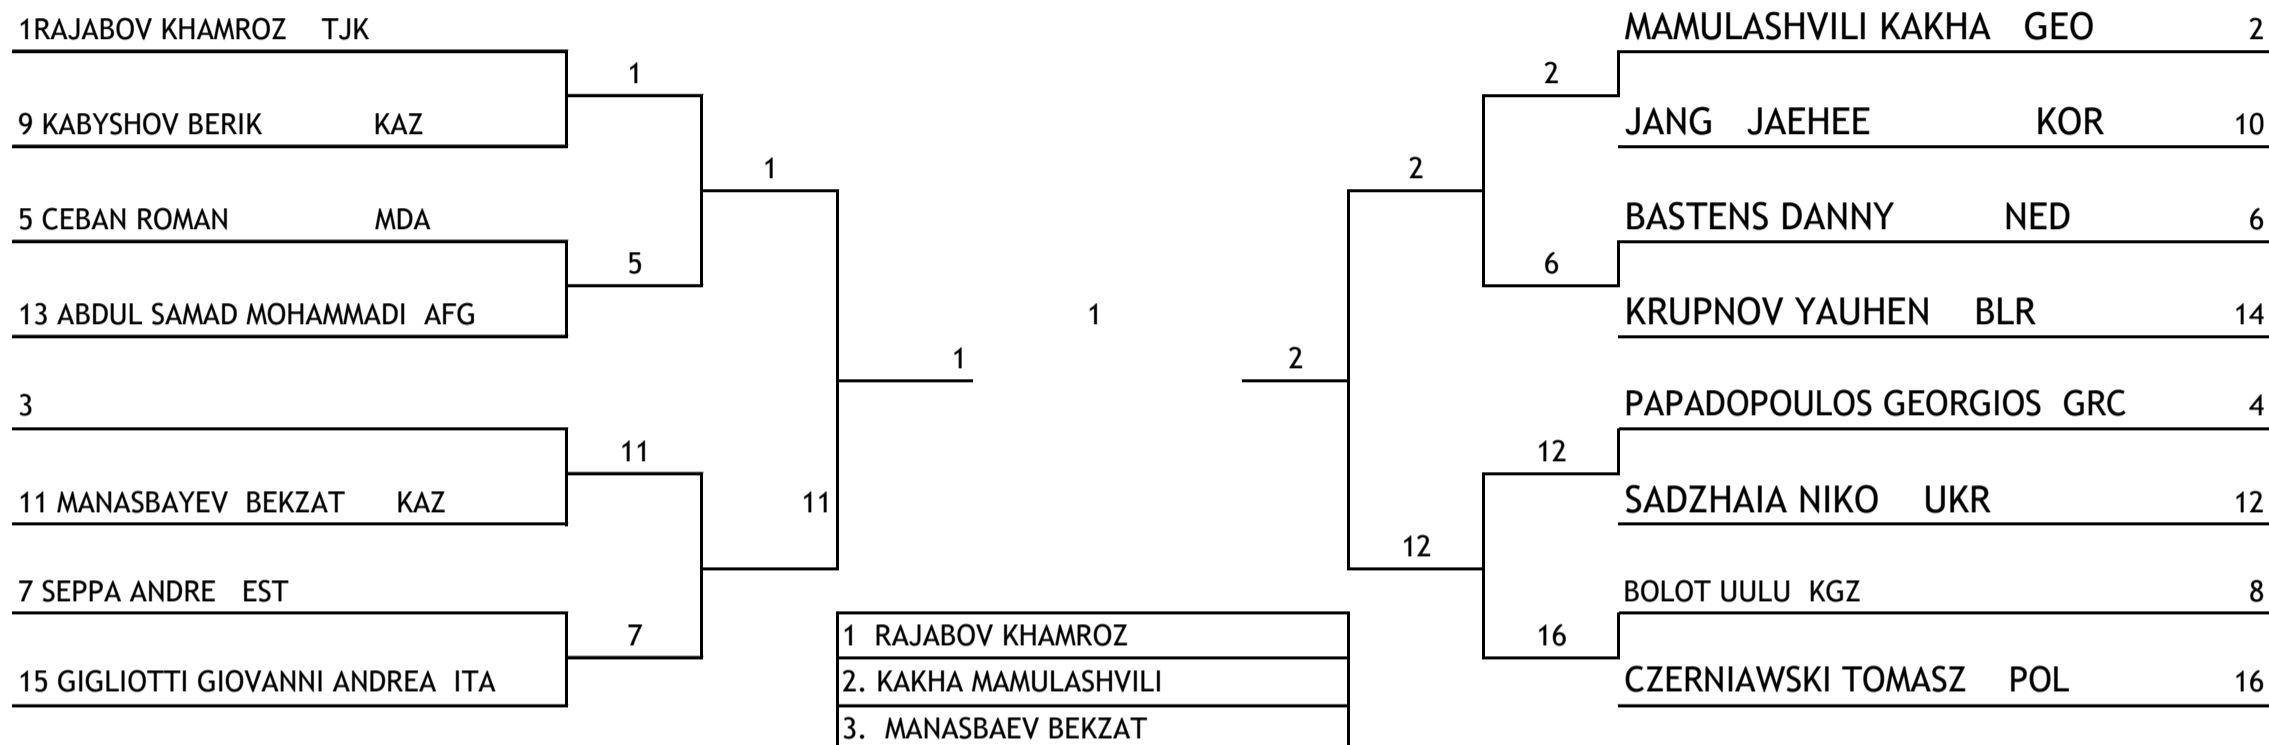 1RAJABOV KHAMROZ TJK
9 KABYSHOV BERIK KAZ
5 CEBAN ROMAN MDA
13 ABDUL SAMAD MOHAMMADI AFG
3
11 MANASBAYEV BEKZAT KAZ
7 SEPPA ANDRE EST
15 GIGLIOTTI GIOVANNI ANDREA ITA
1
5
11
7
1
11
1
1
2
2
12
2
6
12
16
MAMULASHVILI KAKHA GEO 2
JANG JAEHEE KOR 10
BASTENS DANNY NED 6
KRUPNOV YAUHEN BLR 14
PAPADOPOULOS GEORGIOS GRC 4
SADZHAIA NIKO UKR 12
BOLOT UULU KGZ 8
CZERNIAWSKI TOMASZ POL 16
1 RAJABOV KHAMROZ
2. KAKHA MAMULASHVILI
3. MANASBAEV BEKZAT